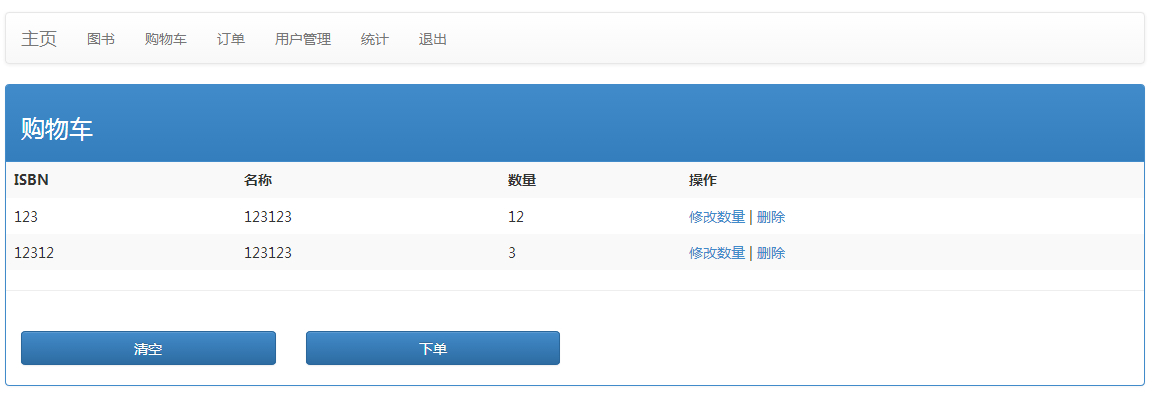 主页 图书 购物车 订单 用户管理 统计 退出
购物车
ISBN 名称 数量 操作
123 123123 12 修改数量 | 删除
12312 123123 3 修改数量 | 删除
清空 下单